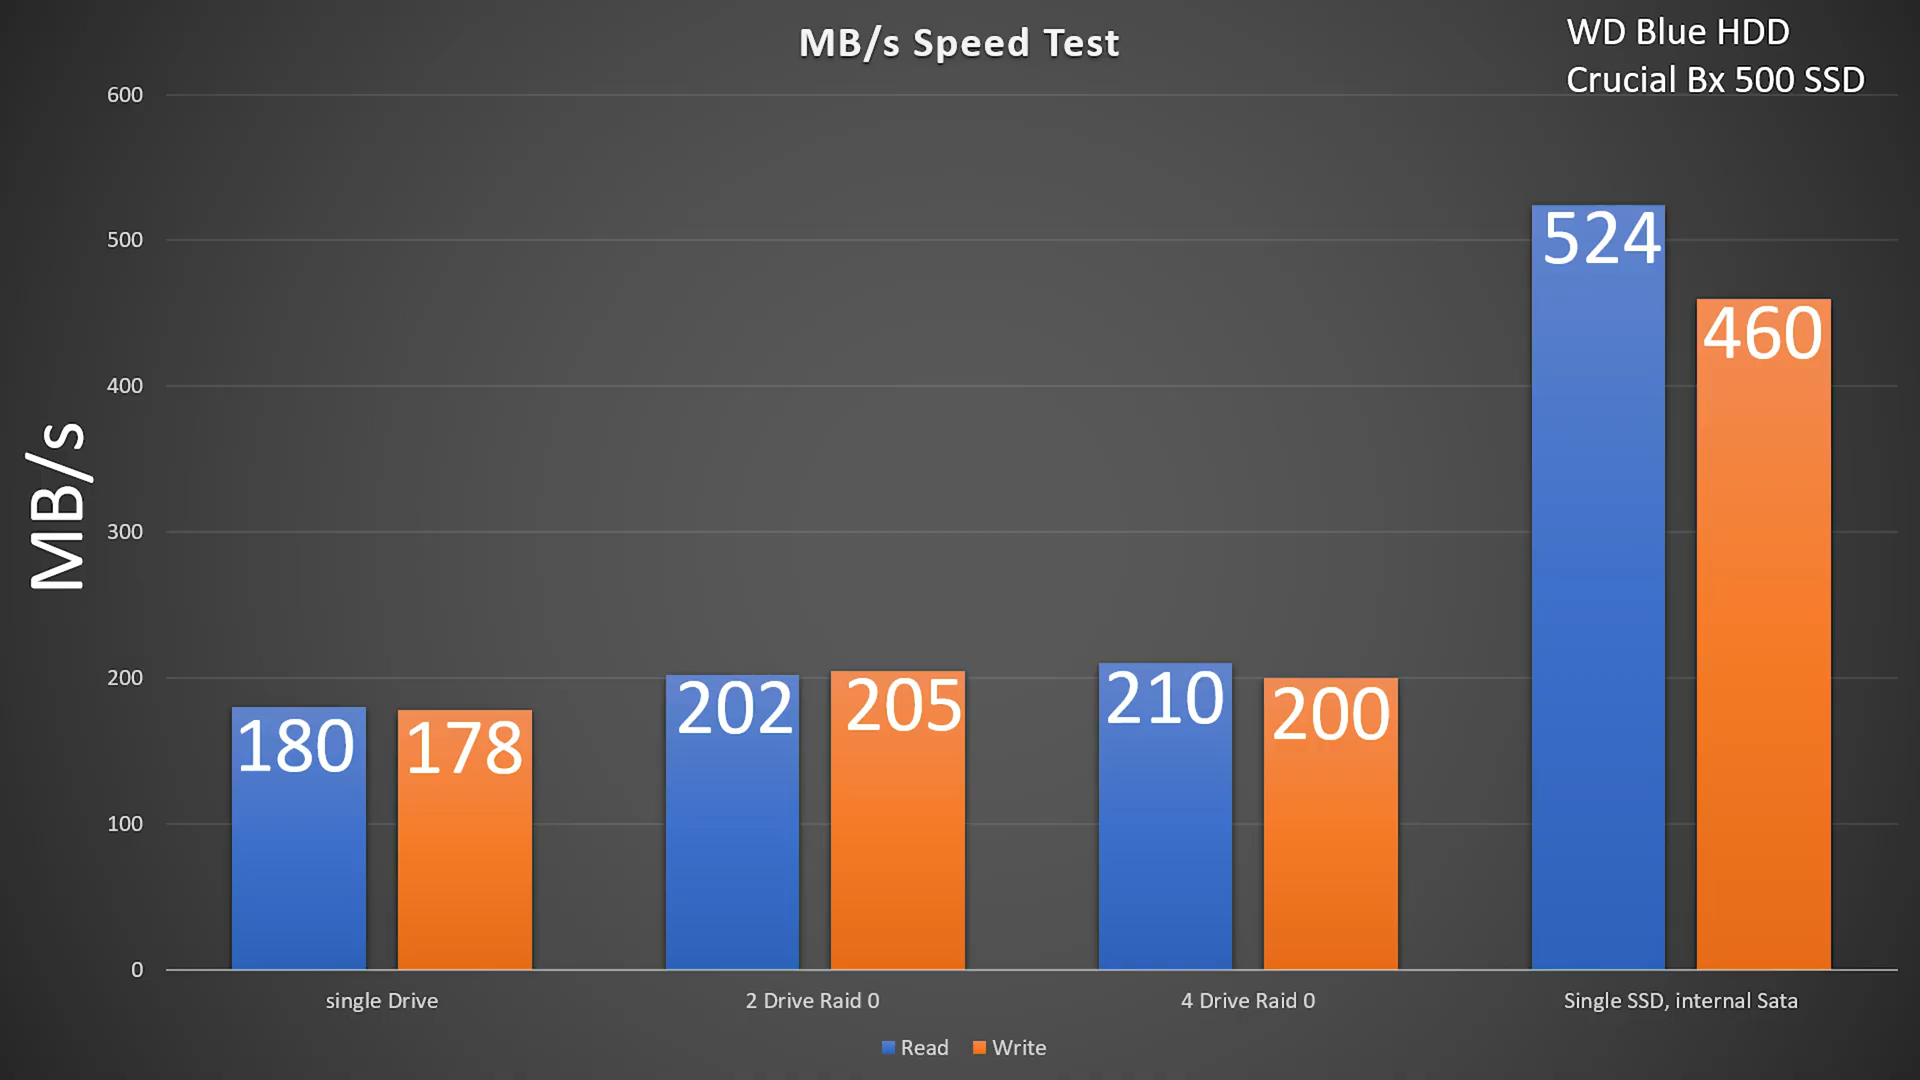 MB/s Speed Test
WD Blue HDD
Crucial Bx 500 SSD
600
500
400
300
200
100
0
MB/s
180
178
202
205
210
200
524
460
single Drive
2 Drive Raid 0
4 Drive Raid 0
Single SSD, internal Sata
Read
Write